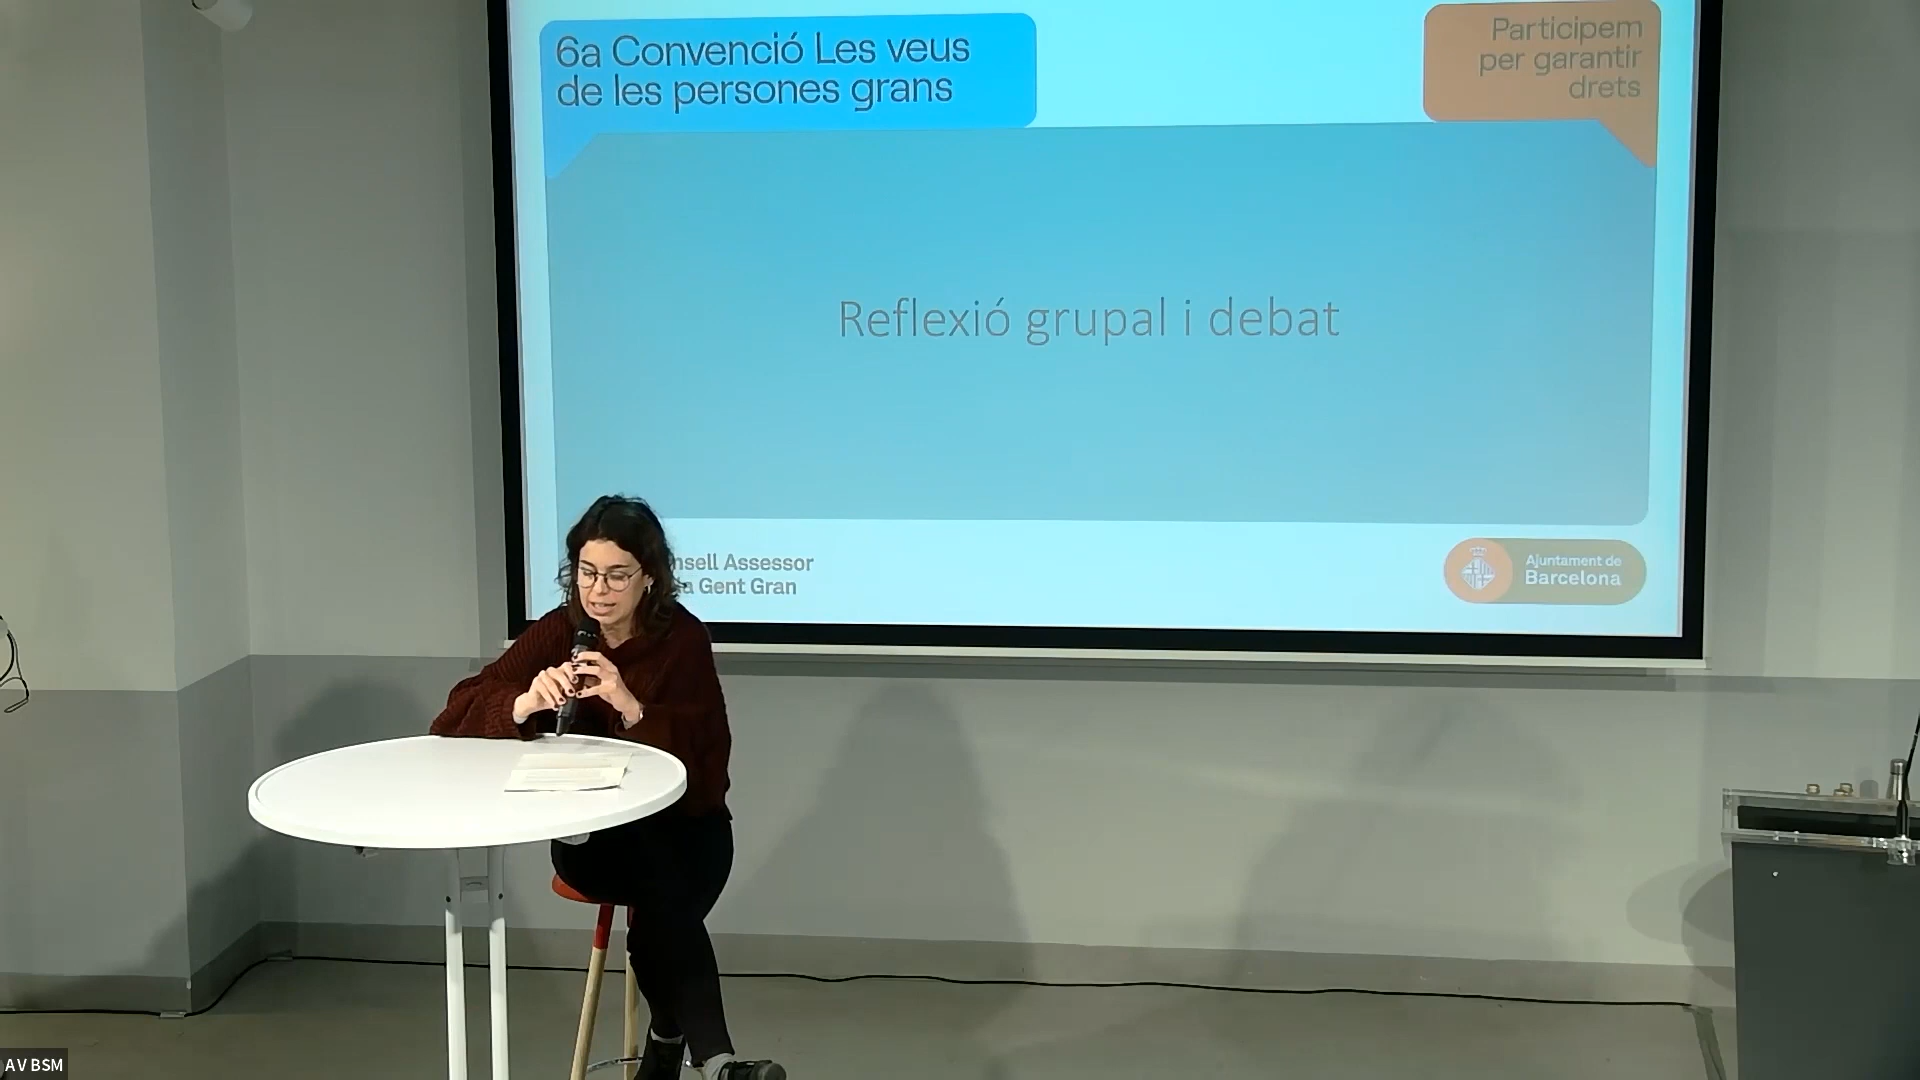 6a Convenció Les veus
de les persones grans
Participem
per garantir
drets
Reflexió grupal i debat
Assessor
Gent Gran
Ajuntament de
Barcelona
AV BSM